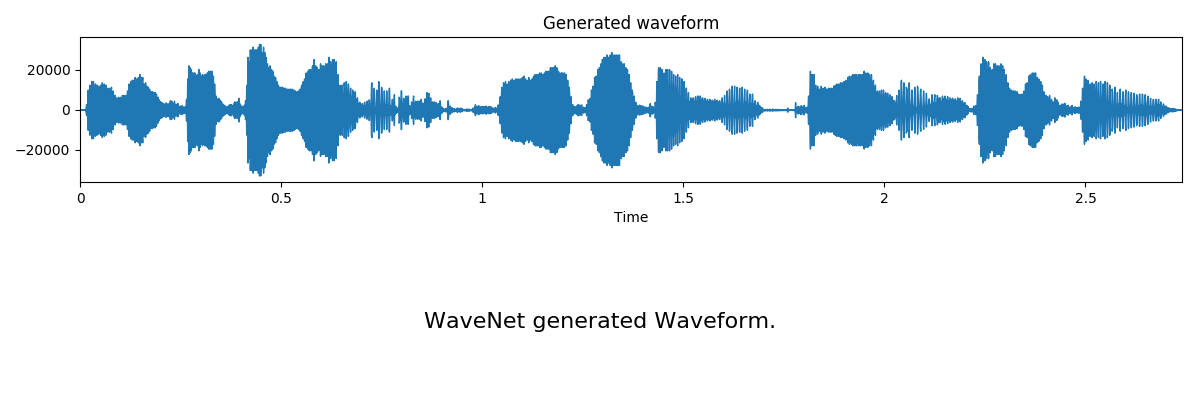 Generated waveform
20000
0
−20000
0 0.5 1 1.5 2 2.5
Time
WaveNet generated Waveform.